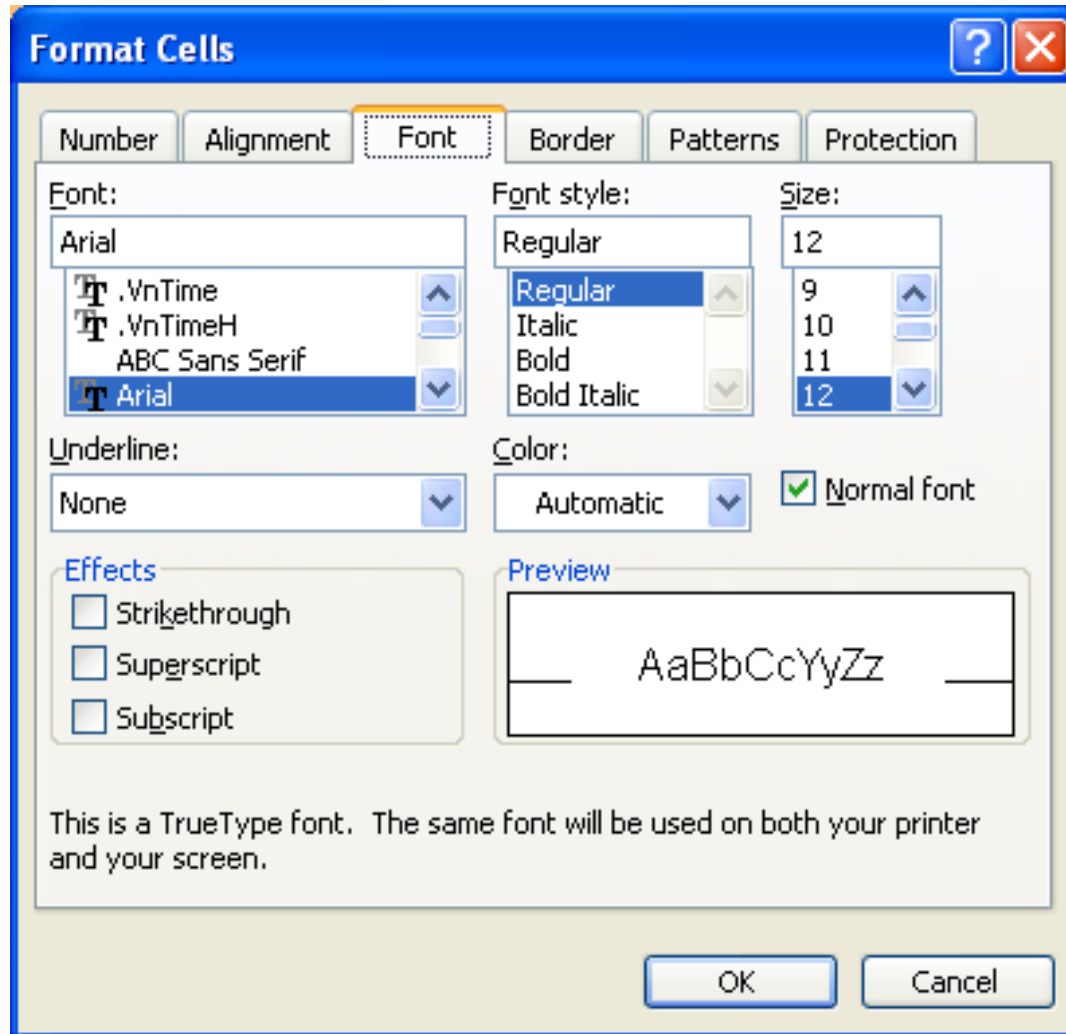 Format Cells
Number Alignment Font Border Patterns Protection
Font: Font style: Size:
Arial Regular 12
.VnTime Regular 9
.VnTimeH Italic 10
ABC Sans Serif Bold 11
Arial Bold Italic 12
Underline: Color:
None Automatic Normal font
Effects Preview
Strikethrough
Superscript AaBbCcYyZz
Subscript
This is a TrueType font. The same font will be used on both your printer
and your screen.
OK Cancel